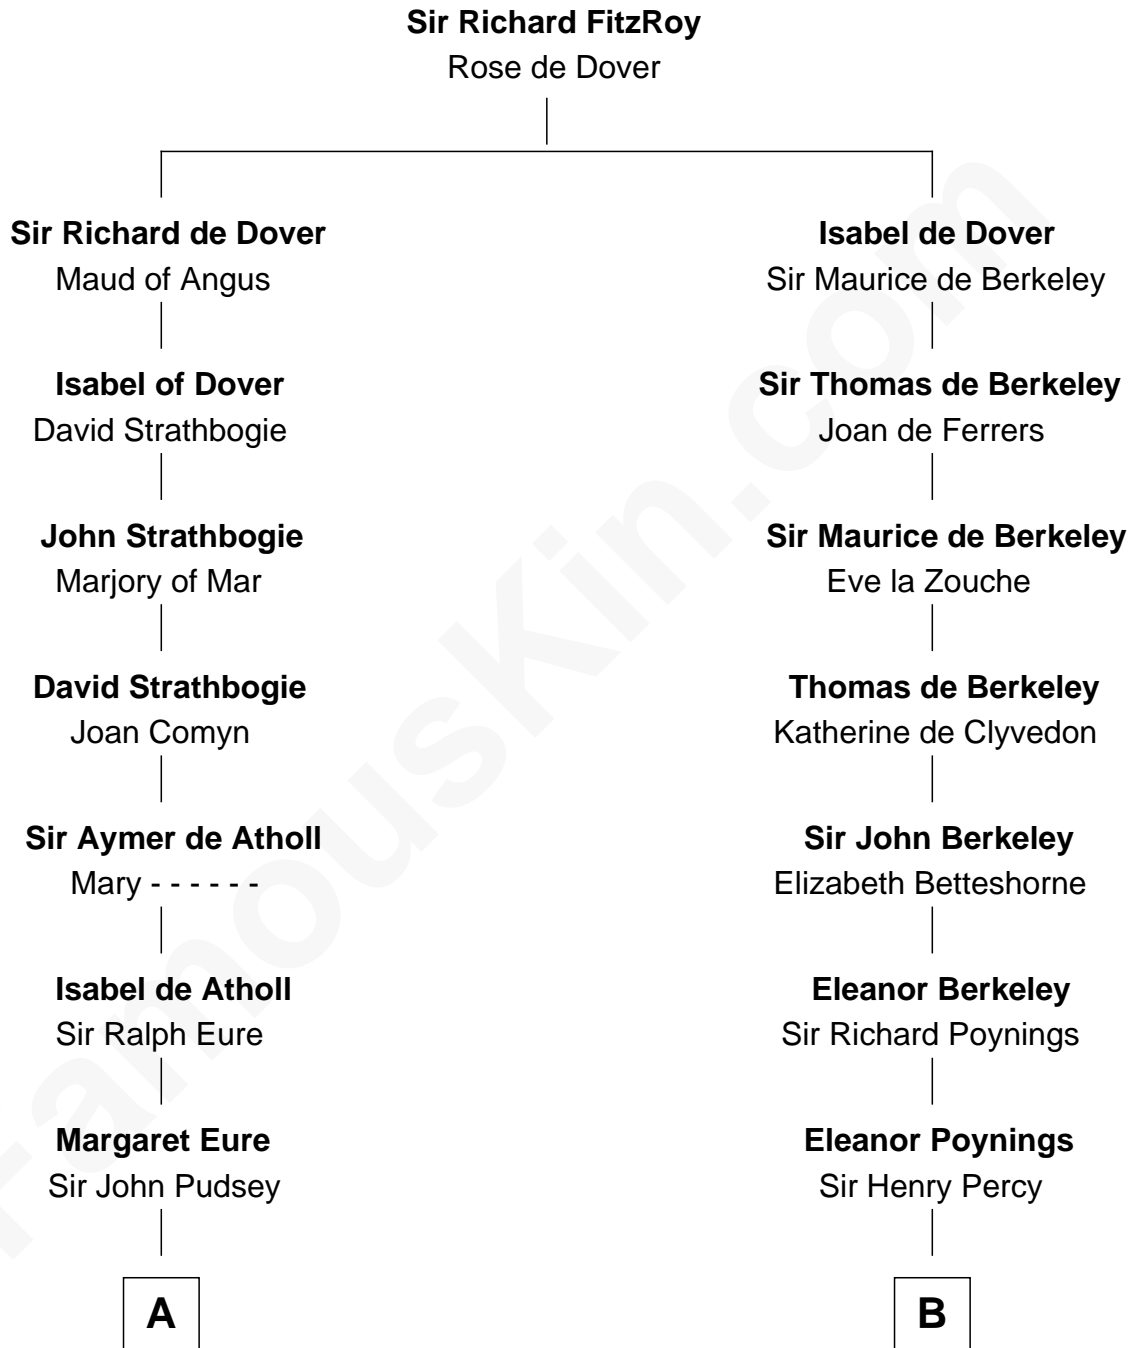 Sir Richard FitzRoy
Rose de Dover
Sir Richard de Dover
Maud of Angus
Isabel de Dover
Sir Maurice de Berkeley
Isabel of Dover
David Strathbogie
Sir Thomas de Berkeley
Joan de Ferrers
John Strathbogie
Marjory of Mar
Sir Maurice de Berkeley
Eve la Zouche
David Strathbogie
Joan Comyn
Thomas de Berkeley
Katherine de Clyvedon
Sir Aymer de Atholl
Mary - - - - - -
Sir John Berkeley
Elizabeth Betteshorne
Isabel de Atholl
Sir Ralph Eure
Eleanor Berkeley
Sir Richard Poynings
Margaret Eure
Sir John Pudsey
Eleanor Poynings
Sir Henry Percy
A
B
FamousKin.com